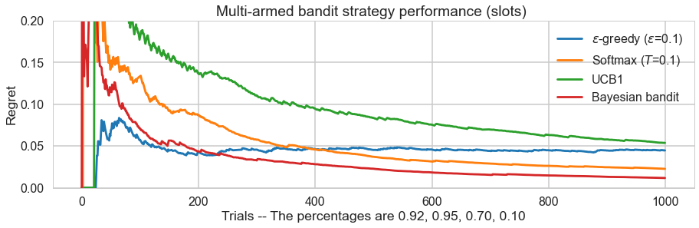 Multi-armed bandit strategy performance (slots)
Regret
0.20
0.15
0.10
0.05
0.00
ε-greedy (ε=0.1)
Softmax (T=0.1)
UCB1
Bayesian bandit
0 200 400 600 800 1000
Trials -- The percentages are 0.92, 0.95, 0.70, 0.10